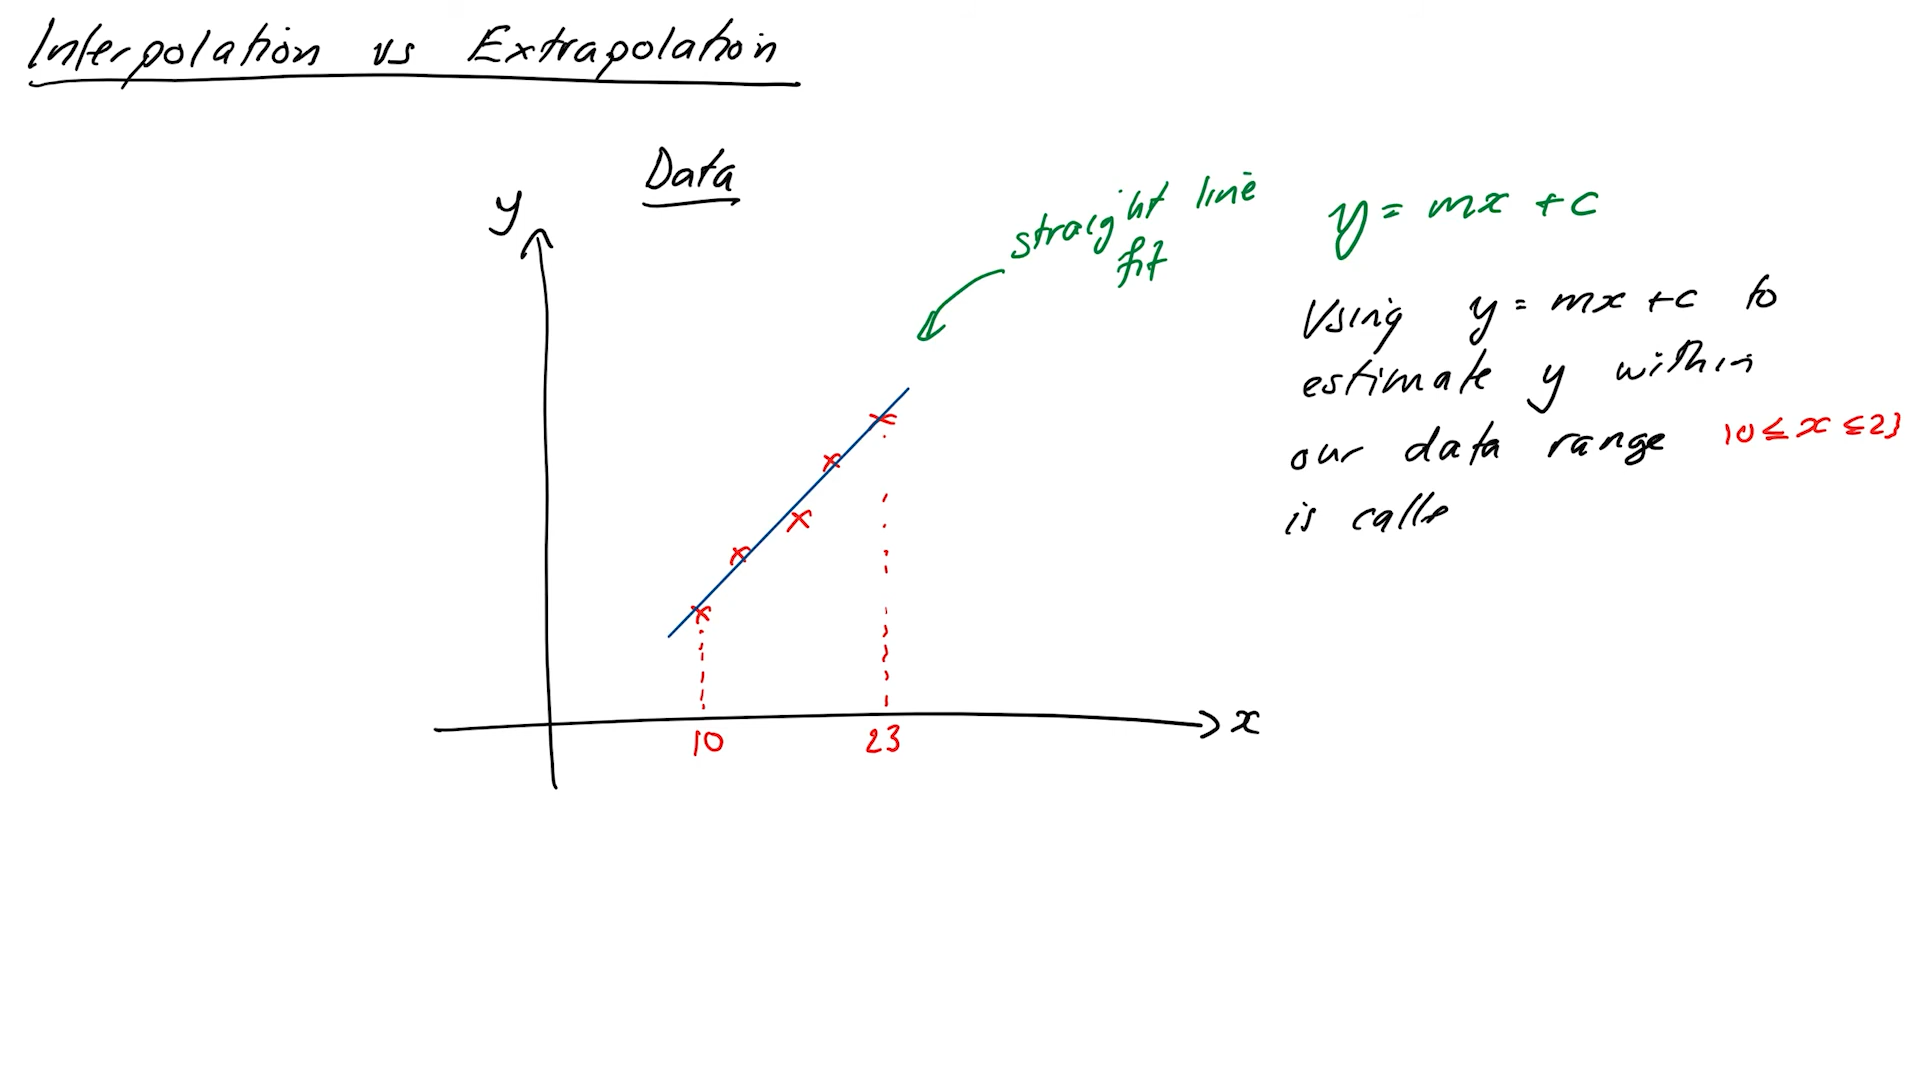 Interpolation vs Extrapolation
Data
y
straight line
fit
y = mx + c
Using y = mx + c to
estimate y within
our data range 10 ≤ x ≤ 23
is calle
x
10
23